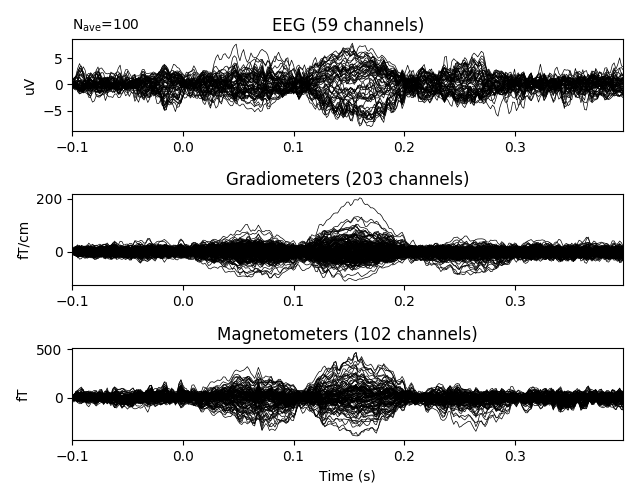 N_ave=100
EEG (59 channels)
uV
5
0
−5
−0.1 0.0 0.1 0.2 0.3
Gradiometers (203 channels)
fT/cm
200
0
−0.1 0.0 0.1 0.2 0.3
Magnetometers (102 channels)
fT
500
0
−0.1 0.0 0.1 0.2 0.3
Time (s)